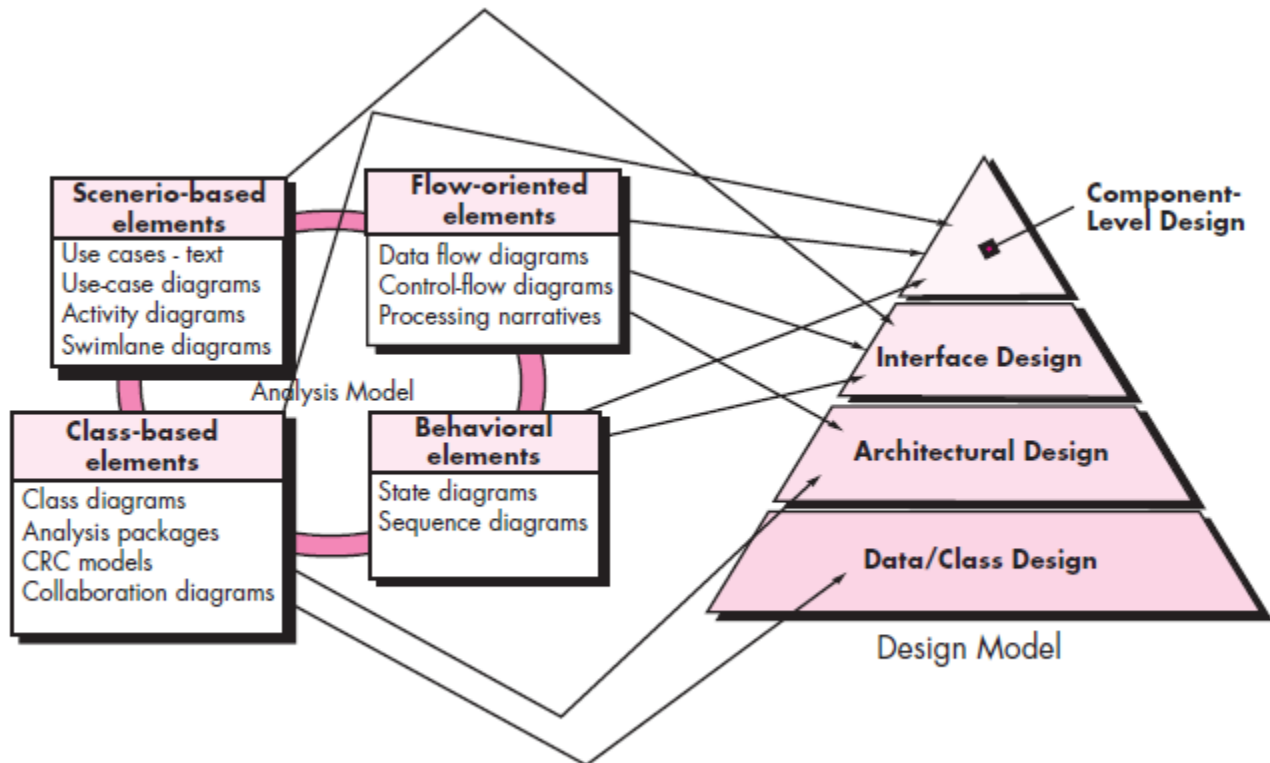 Scenerio-based
elements
Use cases - text
Use-case diagrams
Activity diagrams
Swimlane diagrams
Flow-oriented
elements
Data flow diagrams
Control-flow diagrams
Processing narratives
Analysis Model
Class-based
elements
Class diagrams
Analysis packages
CRC models
Collaboration diagrams
Behavioral
elements
State diagrams
Sequence diagrams
Component-
Level Design
Interface Design
Architectural Design
Data/Class Design
Design Model